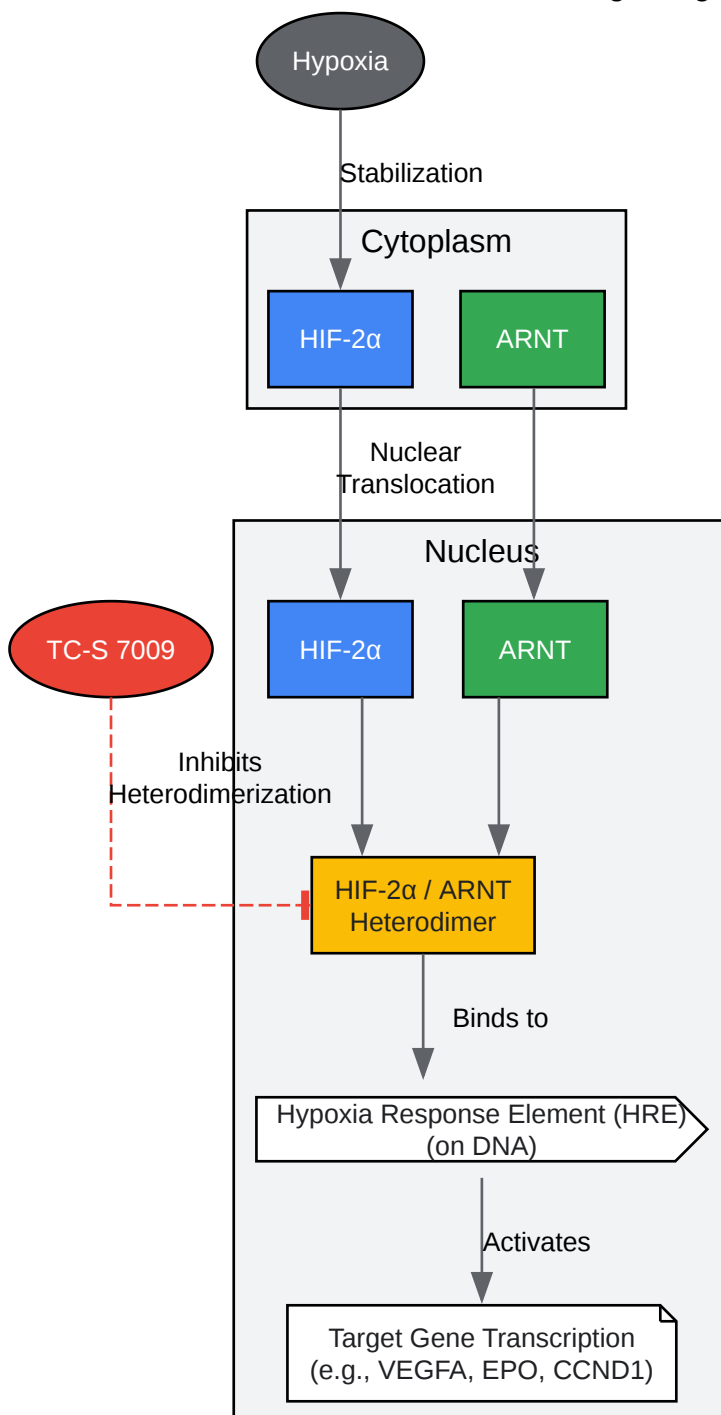 Hypoxia
Stabilization
Cytoplasm
HIF-2α
ARNT
Nuclear
Translocation
Nucleus
TC-S 7009
HIF-2α
ARNT
Inhibits
Heterodimerization
HIF-2α / ARNT
Heterodimer
Binds to
Hypoxia Response Element (HRE)
(on DNA)
Activates
Target Gene Transcription
(e.g., VEGFA, EPO, CCND1)